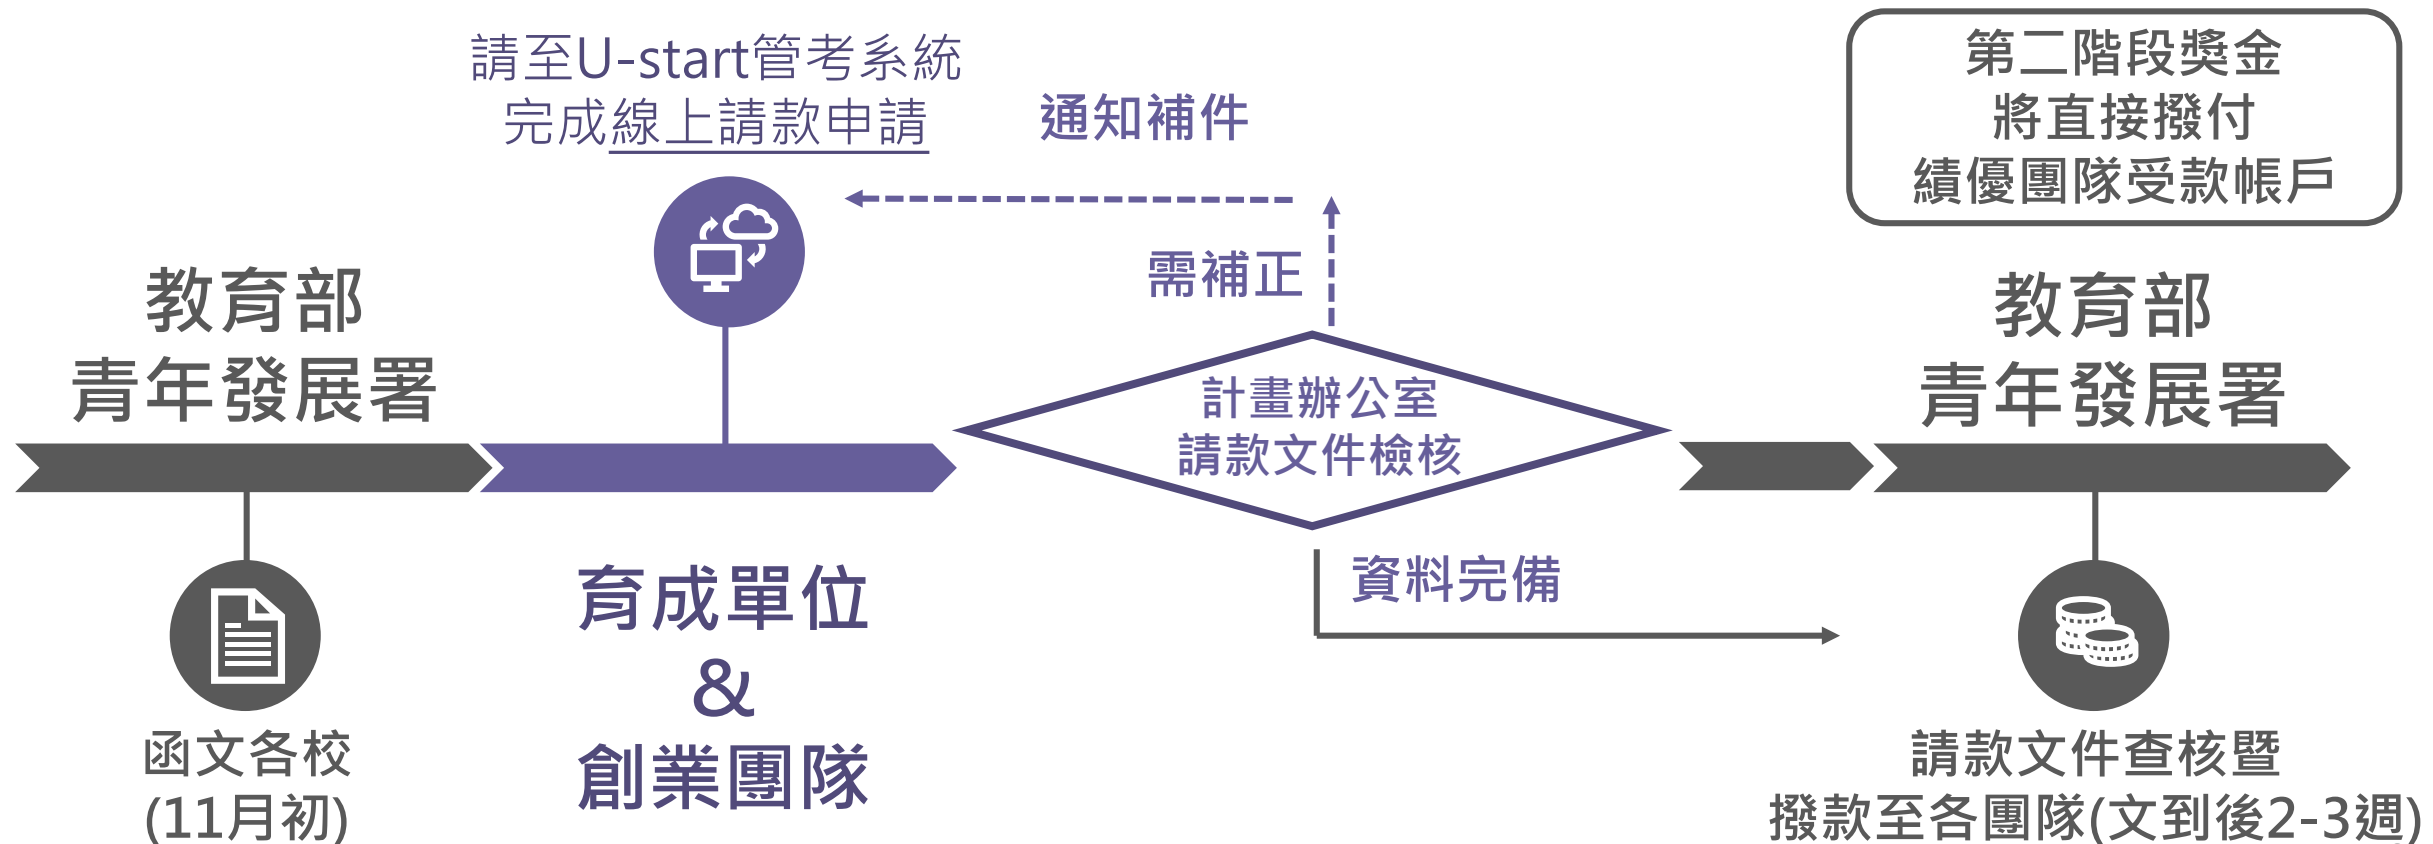 教育部
青年發展署
函文各校
(11月初)
請至U-start管考系統
完成線上請款申請
育成單位
&
創業團隊
通知補件
需補正
計畫辦公室
請款文件檢核
資料完備
第二階段獎金
將直接撥付
績優團隊受款帳戶
教育部
青年發展署
請款文件查核暨
撥款至各團隊(文到後2-3週)